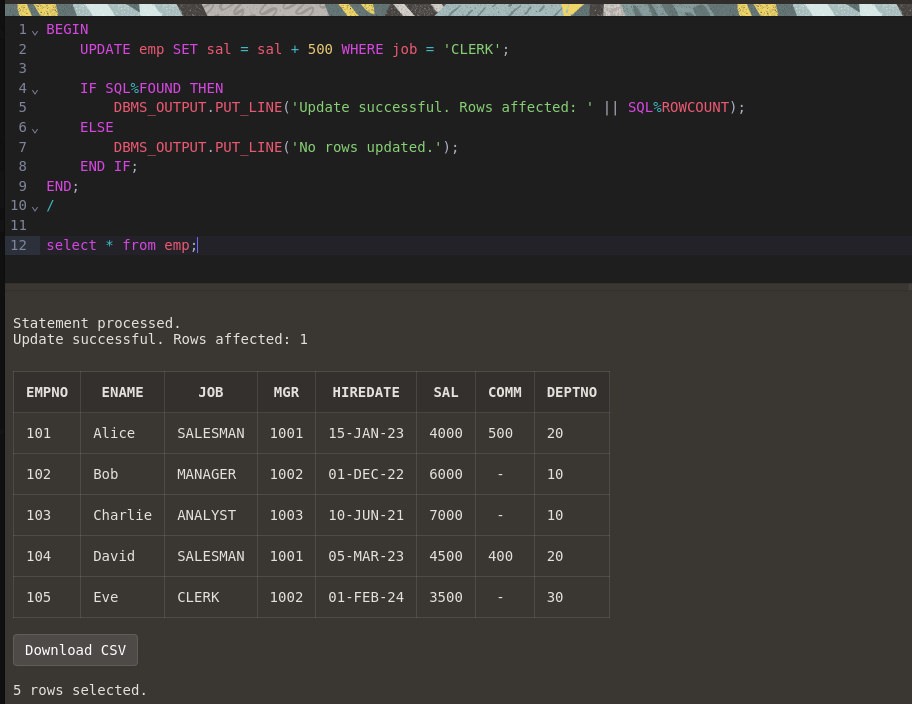 1 BEGIN
2     UPDATE emp SET sal = sal + 500 WHERE job = 'CLERK';
3
4     IF SQL%FOUND THEN
5         DBMS_OUTPUT.PUT_LINE('Update successful. Rows affected: ' || SQL%ROWCOUNT);
6     ELSE
7         DBMS_OUTPUT.PUT_LINE('No rows updated.');
8     END IF;
9 END;
10 /
11
12 select * from emp;
Statement processed.
Update successful. Rows affected: 1
EMPNO ENAME JOB MGR HIREDATE SAL COMM DEPTNO
101 Alice SALESMAN 1001 15-JAN-23 4000 500 20
102 Bob MANAGER 1002 01-DEC-22 6000 - 10
103 Charlie ANALYST 1003 10-JUN-21 7000 - 10
104 David SALESMAN 1001 05-MAR-23 4500 400 20
105 Eve CLERK 1002 01-FEB-24 3500 - 30
Download CSV
5 rows selected.